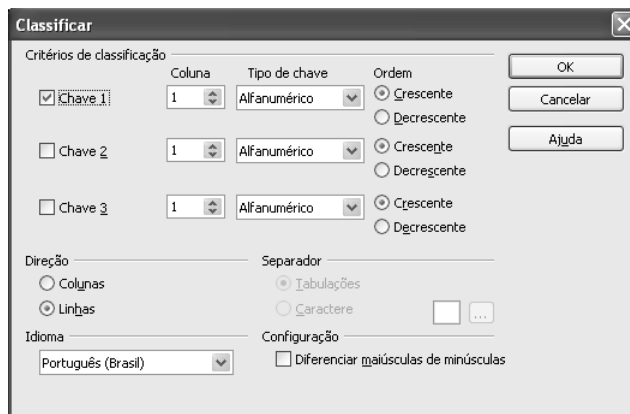 Classificar
Critérios de classificação
Coluna Tipo de chave Ordem
Chave 1 1 Alfanumérico Crescente
Decrescente
Chave 2 1 Alfanumérico Crescente
Decrescente
Chave 3 1 Alfanumérico Crescente
Decrescente
OK
Cancelar
Ajuda
Direção
Colunas
Linhas
Separador
Tabulações
Caractere ...
Idioma
Português (Brasil)
Configuração
Diferenciar maiúsculas de minúsculas